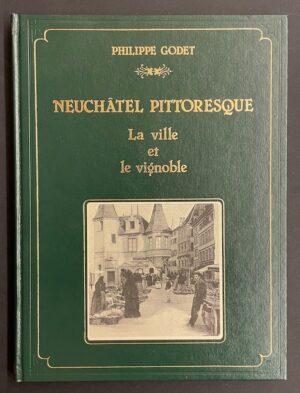 PHILIPPE GODET
NEUCHÂTEL PITTORESQUE
La ville
et
le vignoble